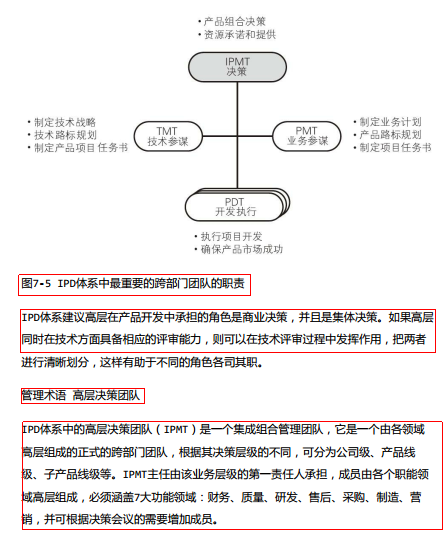 • 产品组合决策
• 资源承诺和提供
IPMT
决策
• 制定技术战略
• 技术路标规划
• 制定产品项目任务书
TMT
技术参谋
PMT
业务参谋
• 制定业务计划
• 产品路标规划
• 制定项目任务书
PDT
开发执行
• 执行项目开发
• 确保产品市场成功
图7-5 IPD体系中最重要的跨部门团队的职责
IPD体系建议高层在产品开发中承担的角色是商业决策，并且是集体决策。如果高层
同时在技术方面具备相应的评审能力，则可以在技术评审过程中发挥作用，把两者
进行清晰划分，这样有助于不同的角色各司其职。
管理术语 高层决策团队
IPD体系中的高层决策团队（IPMT）是一个集成组合管理团队，它是一个由各领域
高层组成的正式的跨部门团队，根据其决策层级的不同，可分为公司级、产品线
级、子产品线级等。IPMT主任由该业务层级的第一责任人承担，成员由各个职能领
域高层组成，必须涵盖7大功能领域：财务、质量、研发、售后、采购、制造、营
销，并可根据决策会议的需要增加成员。